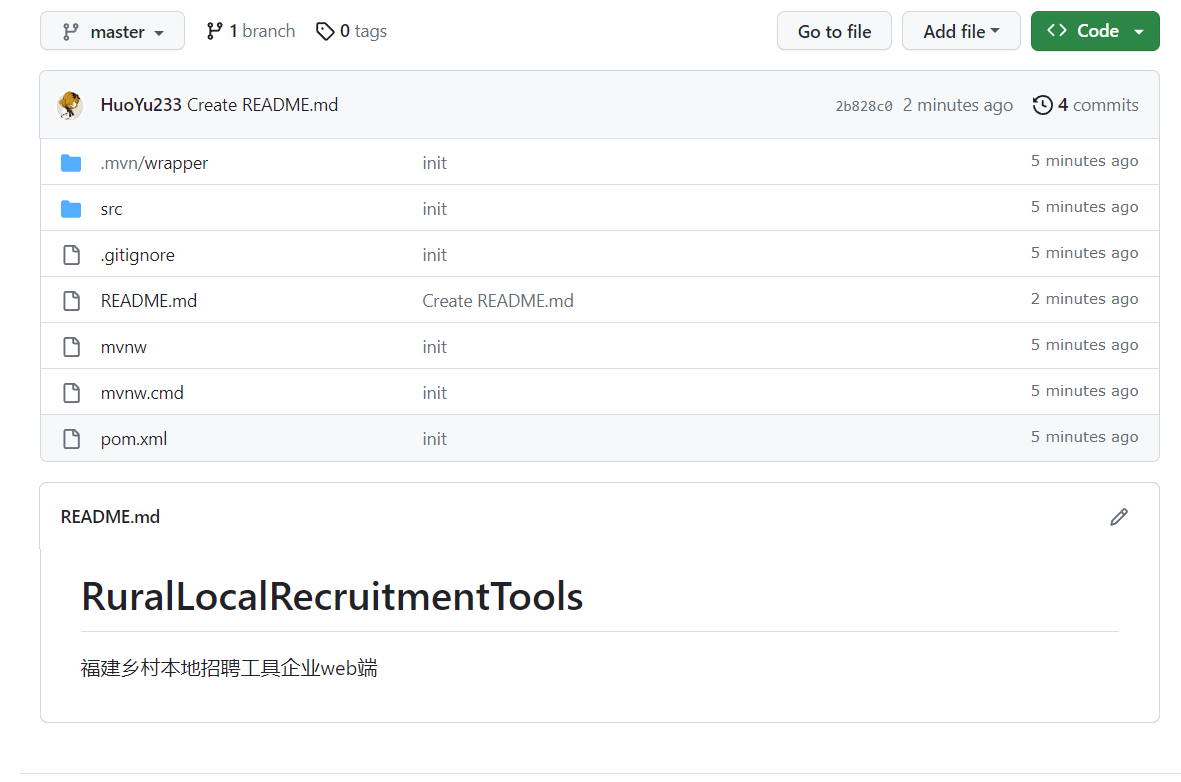 master 1 branch 0 tags Go to file Add file Code
HuoYu233 Create README.md 2b828c0 2 minutes ago 4 commits
.mvn/wrapper init 5 minutes ago
src init 5 minutes ago
.gitignore init 5 minutes ago
README.md Create README.md 2 minutes ago
mvnw init 5 minutes ago
mvnw.cmd init 5 minutes ago
pom.xml init 5 minutes ago
README.md
RuralLocalRecruitmentTools
福建乡村本地招聘工具企业web端